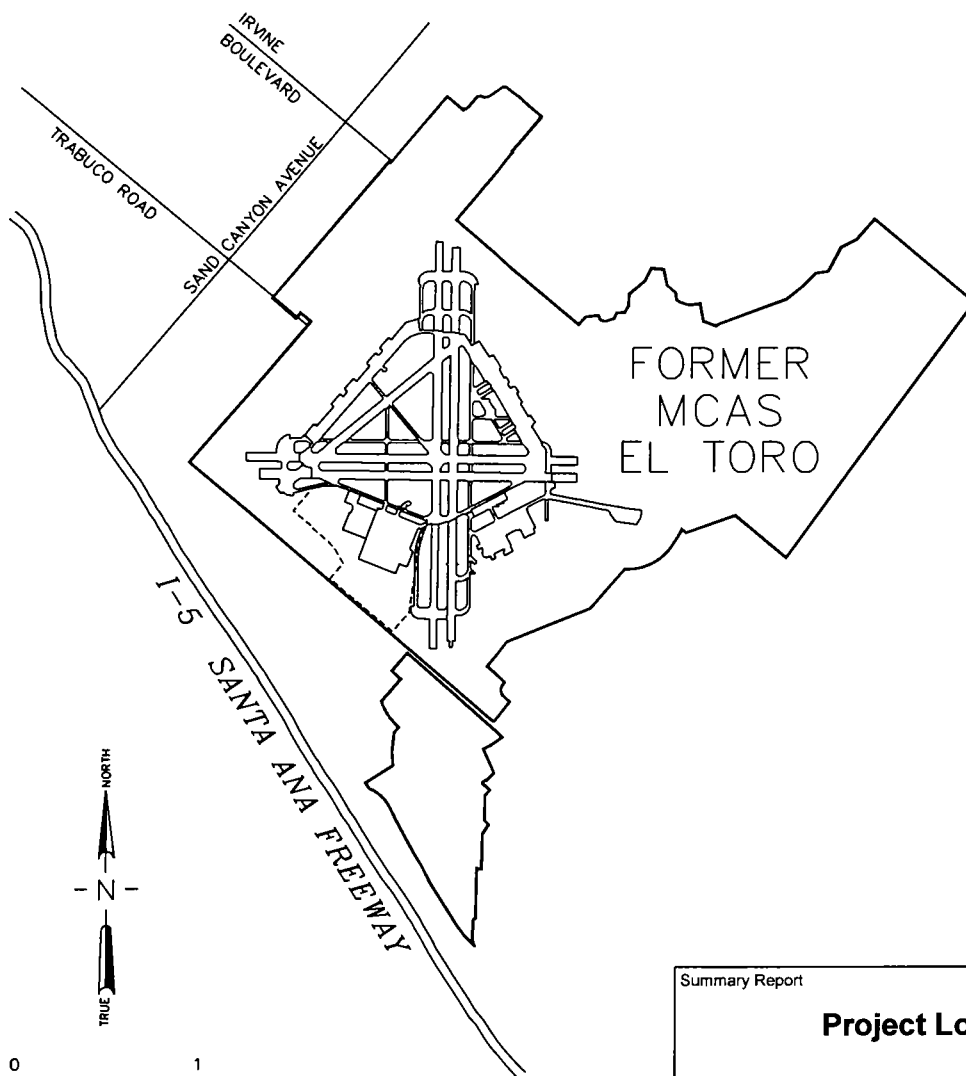 IRVINE
BOULEVARD
TRABUCO ROAD
SAND CANYON AVENUE
FORMER
MCAS
EL TORO
I-5 SANTA ANA FREEWAY
NORTH
- N -
TRUE
0 1
Summary Report
Project Lo